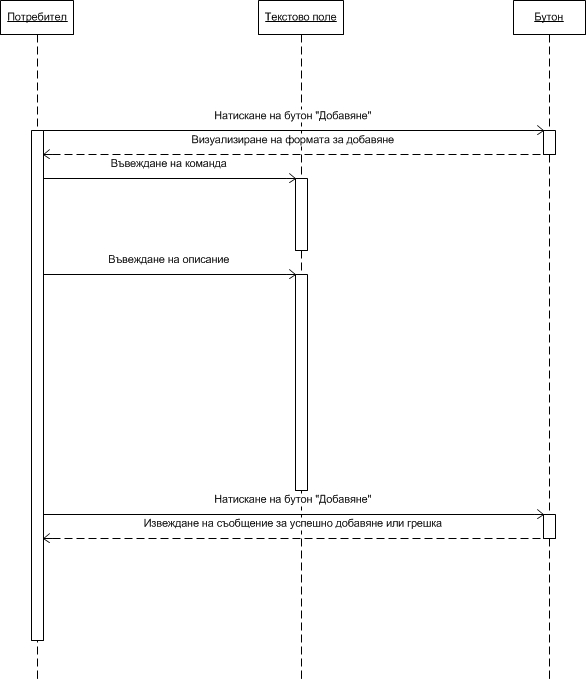 Потребител
Текстово поле
Бутон
Натискане на бутон "Добавяне"
Визуализиране на формата за добавяне
Въвеждане на команда
Въвеждане на описание
Натискане на бутон "Добавяне"
Извеждане на съобщение за успешно добавяне или грешка